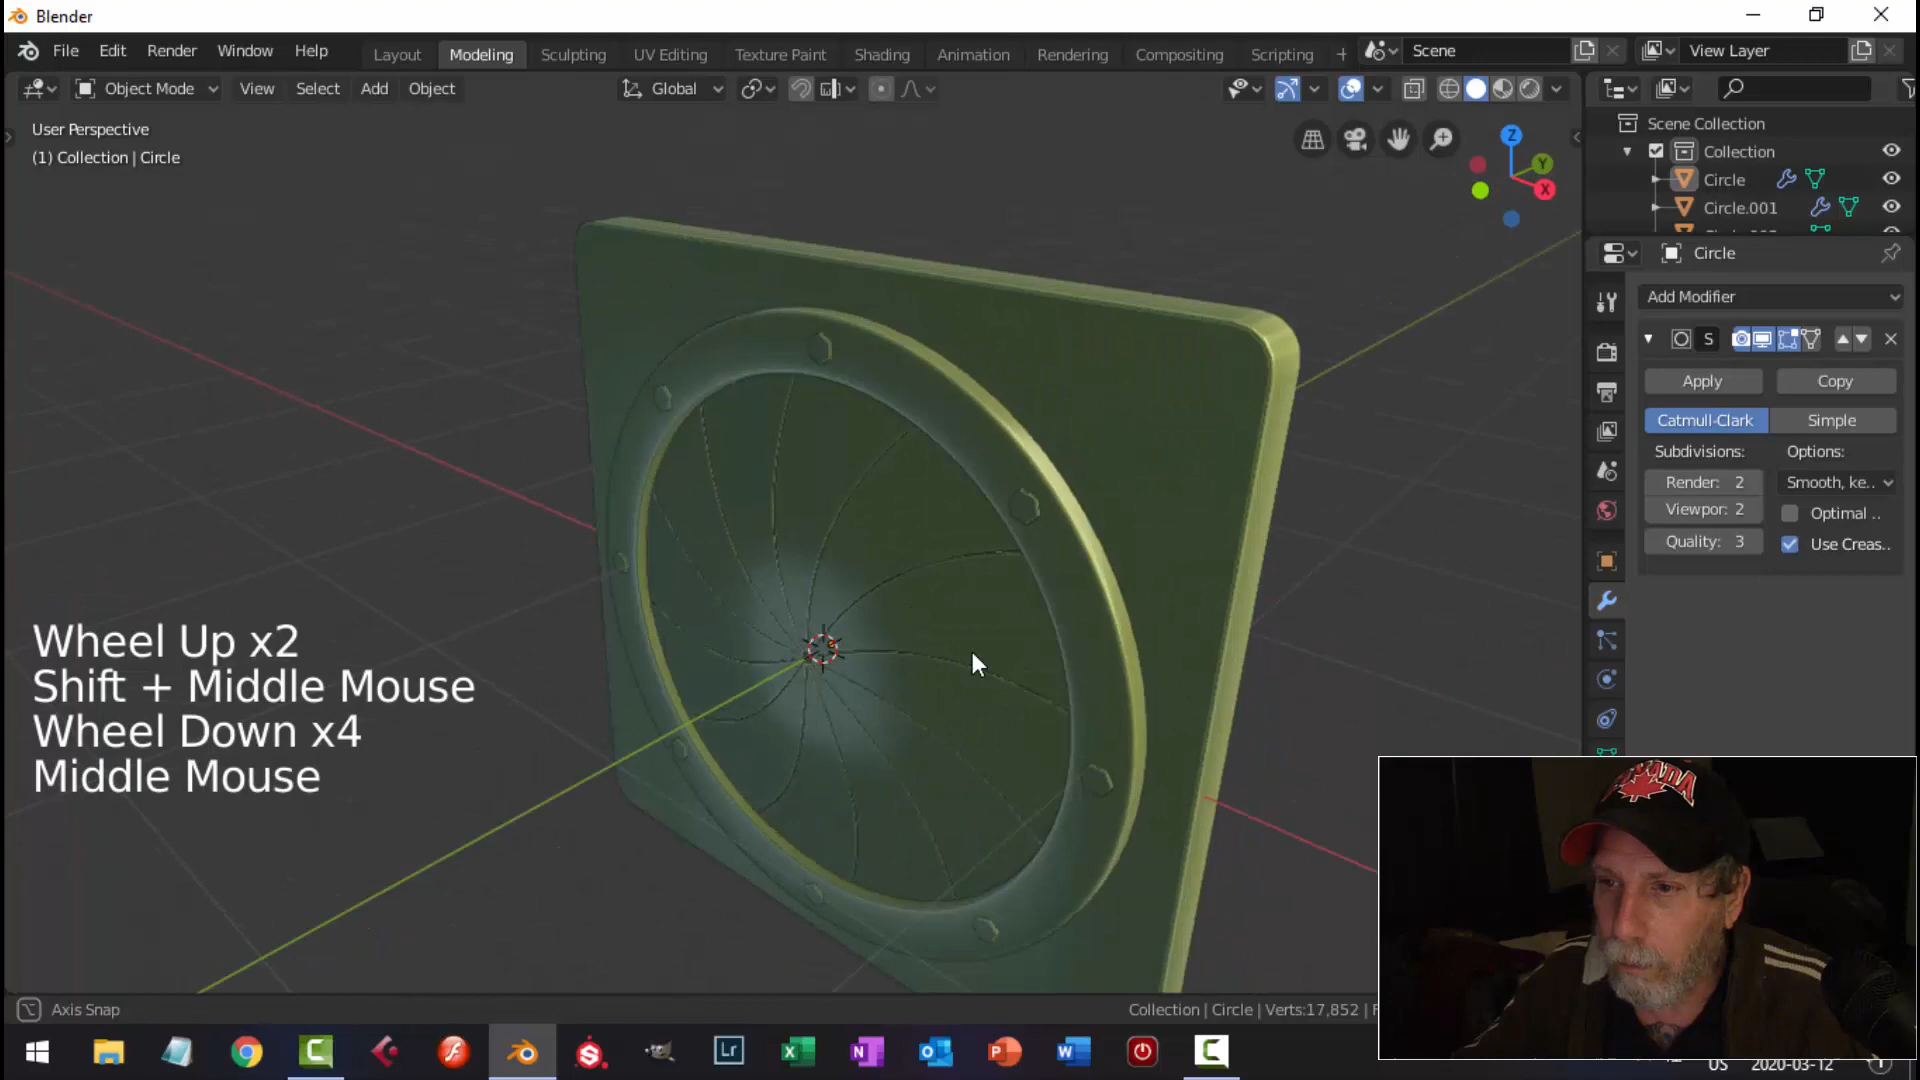 Blender
File Edit Render Window Help
Layout Modeling Sculpting UV Editing Texture Paint Shading Animation Rendering Compositing Scripting +
Scene
View Layer
Object Mode View Select Add Object
Global
User Perspective
(1) Collection | Circle
Z
Y
X
Scene Collection
Collection
Circle
Circle.001
Circle
Add Modifier
S
Apply Copy
Catmull-Clark Simple
Subdivisions: Options:
Render: 2 Smooth, ke..
Viewpor: 2 Optimal ..
Quality: 3 Use Creas..
Wheel Up x2
Shift + Middle Mouse
Wheel Down x4
Middle Mouse
Axis Snap
Collection | Circle | Verts:17,852 |
Lr
US 2020-03-12